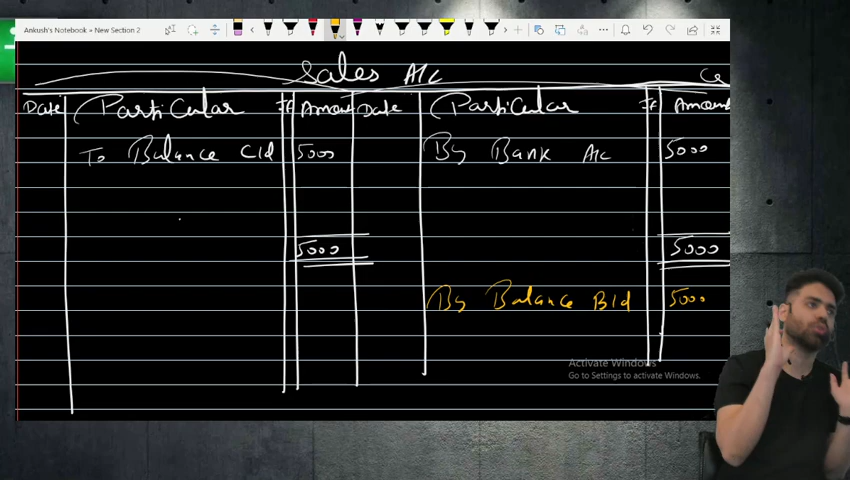 Ankush's Notebook » New Section 2
Sales A/c
Date Particular Amount Date Particular Amount
To Balance C/d 5000 By Bank A/c 5000
5000 5000
By Balance B/d 5000
Activate Windows
Go to Settings to activate Windows.